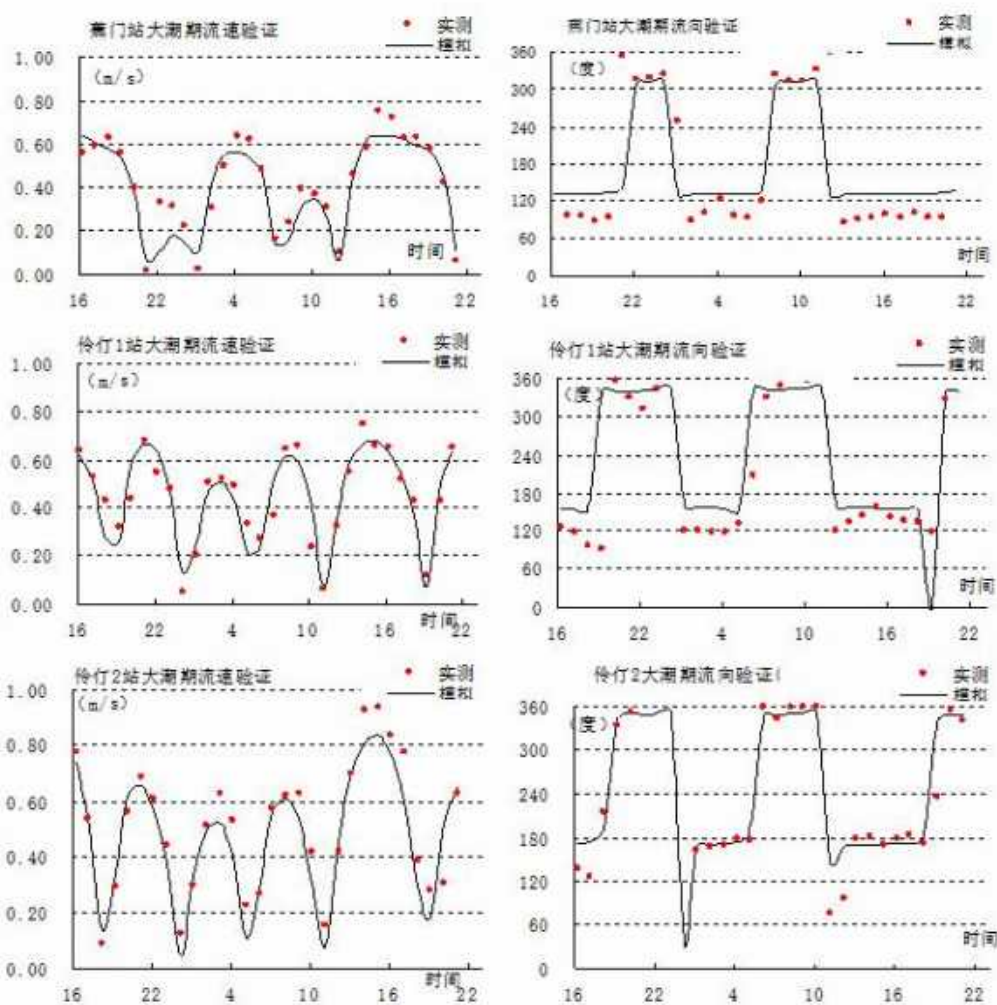 蕉门站大潮期流速验证
实测
模拟
(m/s)
1.00
0.80
0.60
0.40
0.20
0.00
时间
16 22 4 10 16 22
蕉门站大潮期流向验证
实测
模拟
(度)
360
300
240
180
120
60
0
时间
16 22 4 10 16 22
伶仃1站大潮期流速验证
实测
模拟
(m/s)
1.00
0.80
0.60
0.40
0.20
0.00
时间
16 22 4 10 16 22
伶仃1站大潮期流向验证
实测
模拟
(度)
360
300
240
180
120
60
0
时间
16 22 4 10 16 22
伶仃2站大潮期流速验证
实测
模拟
(m/s)
1.00
0.80
0.60
0.40
0.20
0.00
时间
16 22 4 10 16 22
伶仃2大潮期流向验证(
实测
模拟
(度)
360
300
240
180
120
60
0
时间
16 22 4 10 16 22